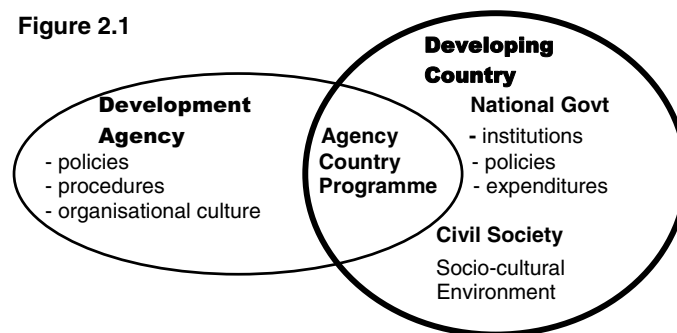 Figure 2.1
Development
Agency
- policies
- procedures
- organisational culture
Agency
Country
Programme
Developing
Country
National Govt
- institutions
- policies
- expenditures
Civil Society
Socio-cultural
Environment